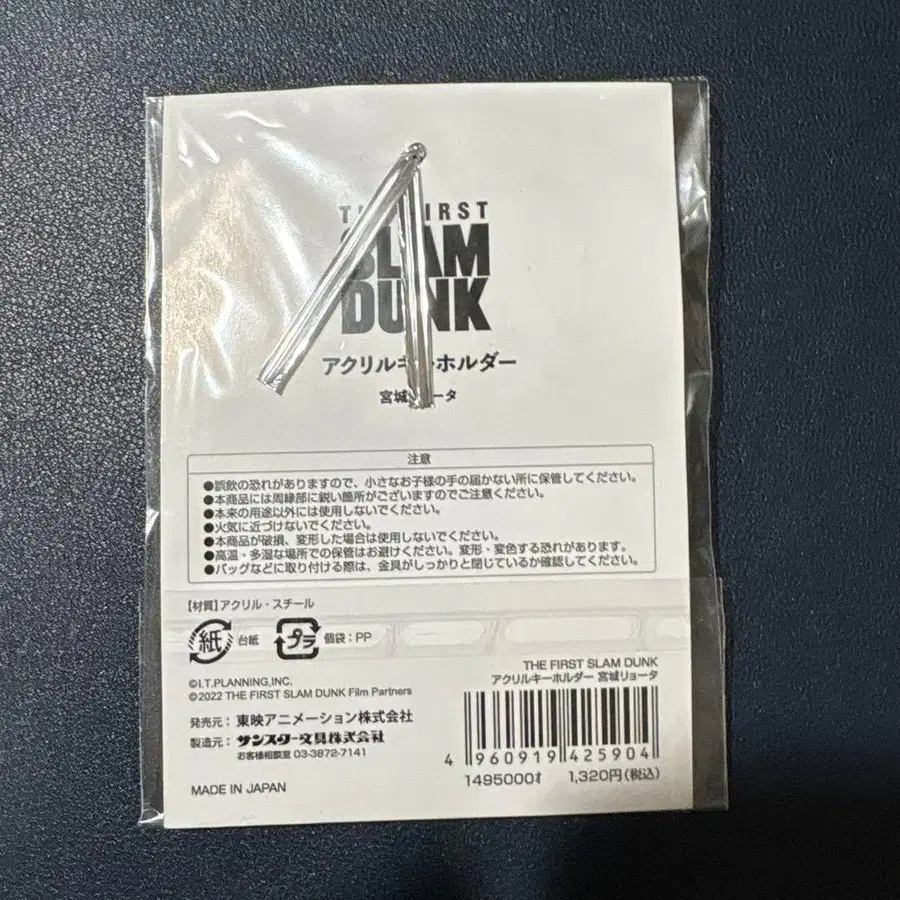 THE FIRST
SLAM
DUNK
アクリルキーホルダー
宮城リョータ
注意
●誤飲の恐れがありますので、小さなお子様の手の届かない所に保管してください。
●本商品には周縁部に鋭い箇所がございますのでご注意ください。
●本来の用途以外には使用しないでください。
●火気に近づけないでください。
●本商品が破損、変形した場合は使用しないでください。
●高温・多湿な場所での保管はお避けください。変形・変色する恐れがあります。
●バッグなどに取り付ける際は、金具がしっかりと閉じているか確認してください。
【材質】アクリル・スチール
紙 台紙 プラ 個袋：PP
©I.T.PLANNING,INC.
©2022 THE FIRST SLAM DUNK Film Partners
発売元：東映アニメーション株式会社
製造元：サンスター文具株式会社
お客様相談室 03-3872-7141
MADE IN JAPAN
THE FIRST SLAM DUNK
アクリルキーホルダー 宮城リョータ
4 960919 425904
1495000ｵ 1,320円（税込）